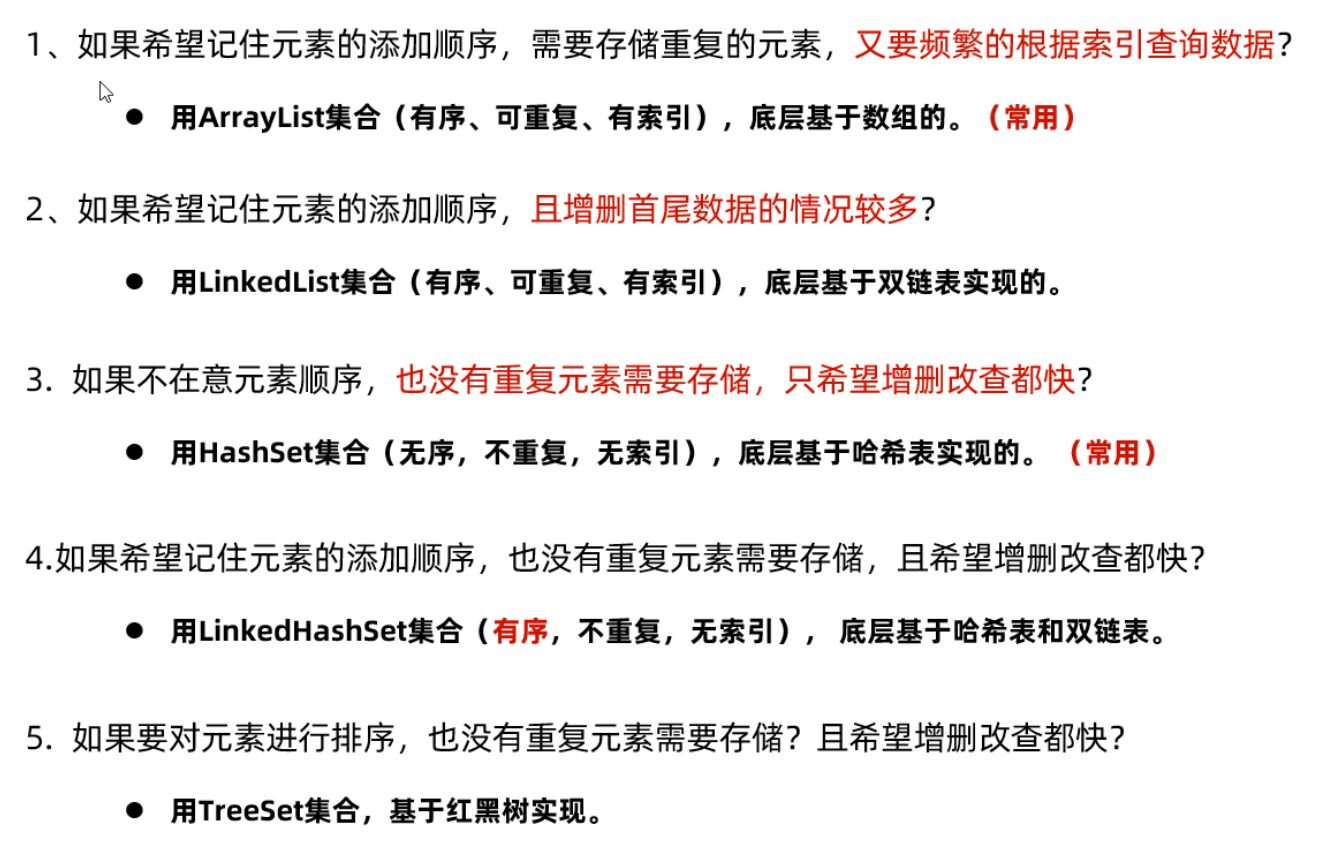 1、如果希望记住元素的添加顺序，需要存储重复的元素，又要频繁的根据索引查询数据？
● 用ArrayList集合（有序、可重复、有索引），底层基于数组的。（常用）
2、如果希望记住元素的添加顺序，且增删首尾数据的情况较多？
● 用LinkedList集合（有序、可重复、有索引），底层基于双链表实现的。
3. 如果不在意元素顺序，也没有重复元素需要存储，只希望增删改查都快？
● 用HashSet集合（无序，不重复，无索引），底层基于哈希表实现的。（常用）
4.如果希望记住元素的添加顺序，也没有重复元素需要存储，且希望增删改查都快？
● 用LinkedHashSet集合（有序，不重复，无索引）， 底层基于哈希表和双链表。
5. 如果要对元素进行排序，也没有重复元素需要存储？且希望增删改查都快？
● 用TreeSet集合，基于红黑树实现。